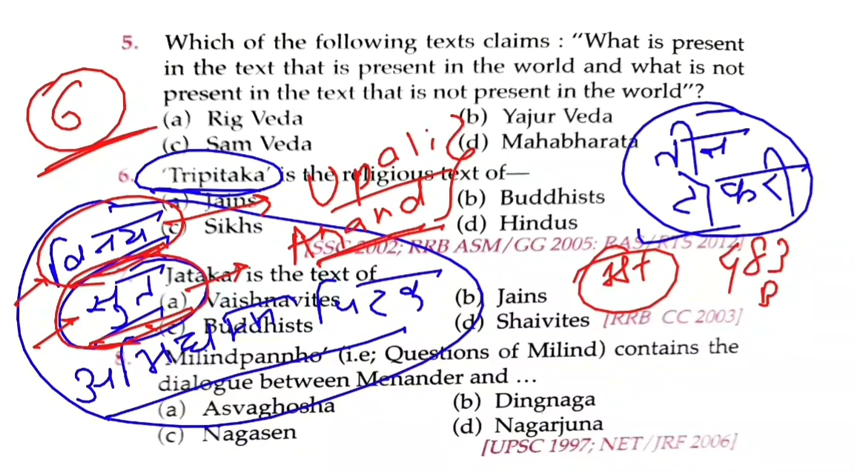 5. Which of the following texts claims : "What is present
in the text that is present in the world and what is not
present in the text that is not present in the world"?
(a) Rig Veda (b) Yajur Veda
(c) Sam Veda (d) Mahabharata
6
6. 'Tripitaka' is the religious text of—
(a) Jains (b) Buddhists
(c) Sikhs (d) Hindus
[SSC 2002; RRB ASM/GG 2005; RAS/RTS 2012]
Upali
Anand
तीन
टोकरी
विनय
सुत्त
अभिधम्म पिटक
483
'Jataka' is the text of
(a) Vaishnavites (b) Jains
(c) Buddhists (d) Shaivites [RRB CC 2003]
8. 'Milindpannho' (i.e; Questions of Milind) contains the
dialogue between Menander and ...
(a) Asvaghosha (b) Dingnaga
(c) Nagasen (d) Nagarjuna
[UPSC 1997; NET/JRF 2006]